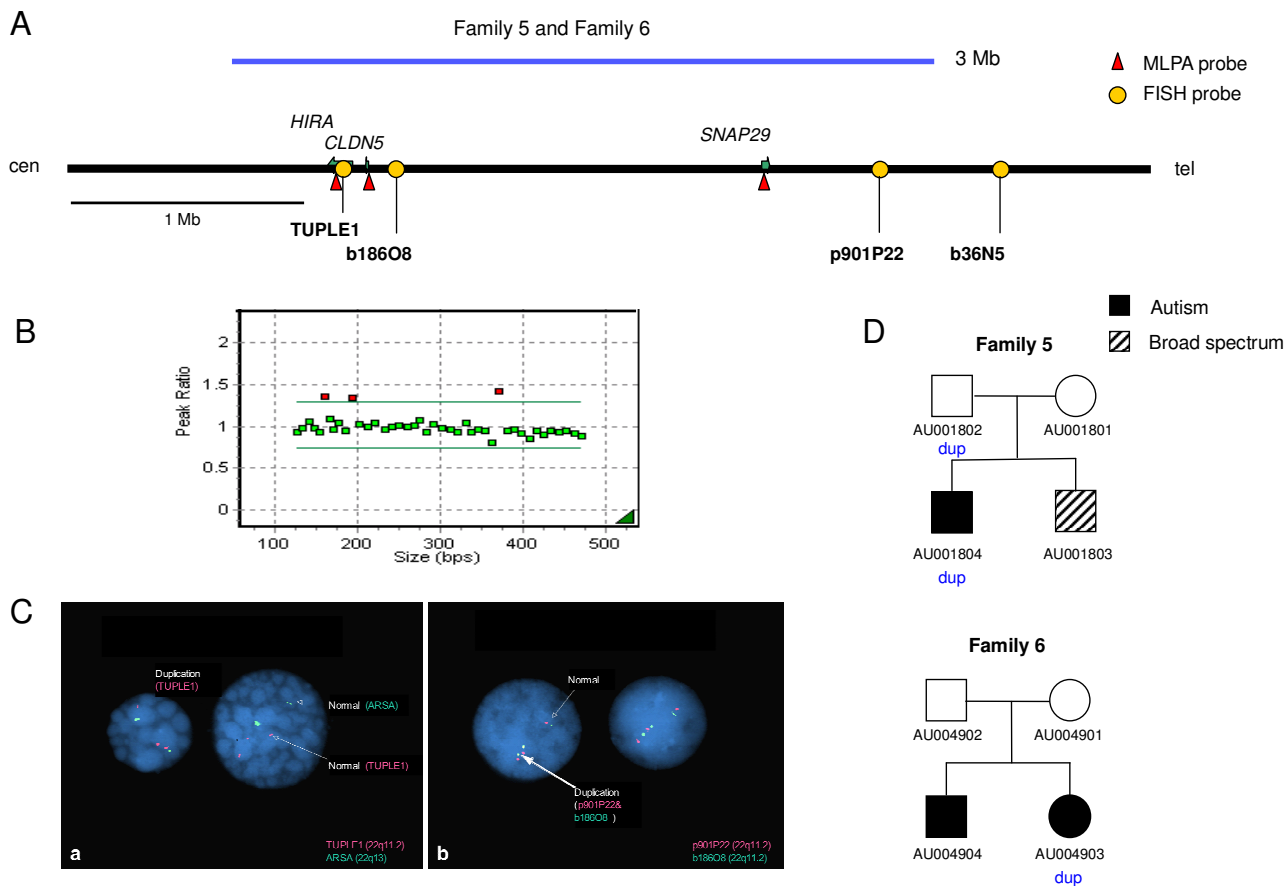 A
Family 5 and Family 6
3 Mb
MLPA probe
FISH probe
HIRA
CLDN5
SNAP29
cen
tel
1 Mb
TUPLE1
b186O8
p901P22
b36N5
B
Peak Ratio
2
1.5
1
0.5
0
100 200 300 400 500
Size (bps)
C
Duplication
(TUPLE1)
Normal (ARSA)
Normal (TUPLE1)
TUPLE1 (22q11.2)
ARSA (22q13)
a
Normal
Duplication
(p901P22&
b186O8 )
p901P22 (22q11.2)
b186O8 (22q11.2)
b
D
Autism
Broad spectrum
Family 5
AU001802 AU001801
dup
AU001804 AU001803
dup
Family 6
AU004902 AU004901
AU004904 AU004903
dup